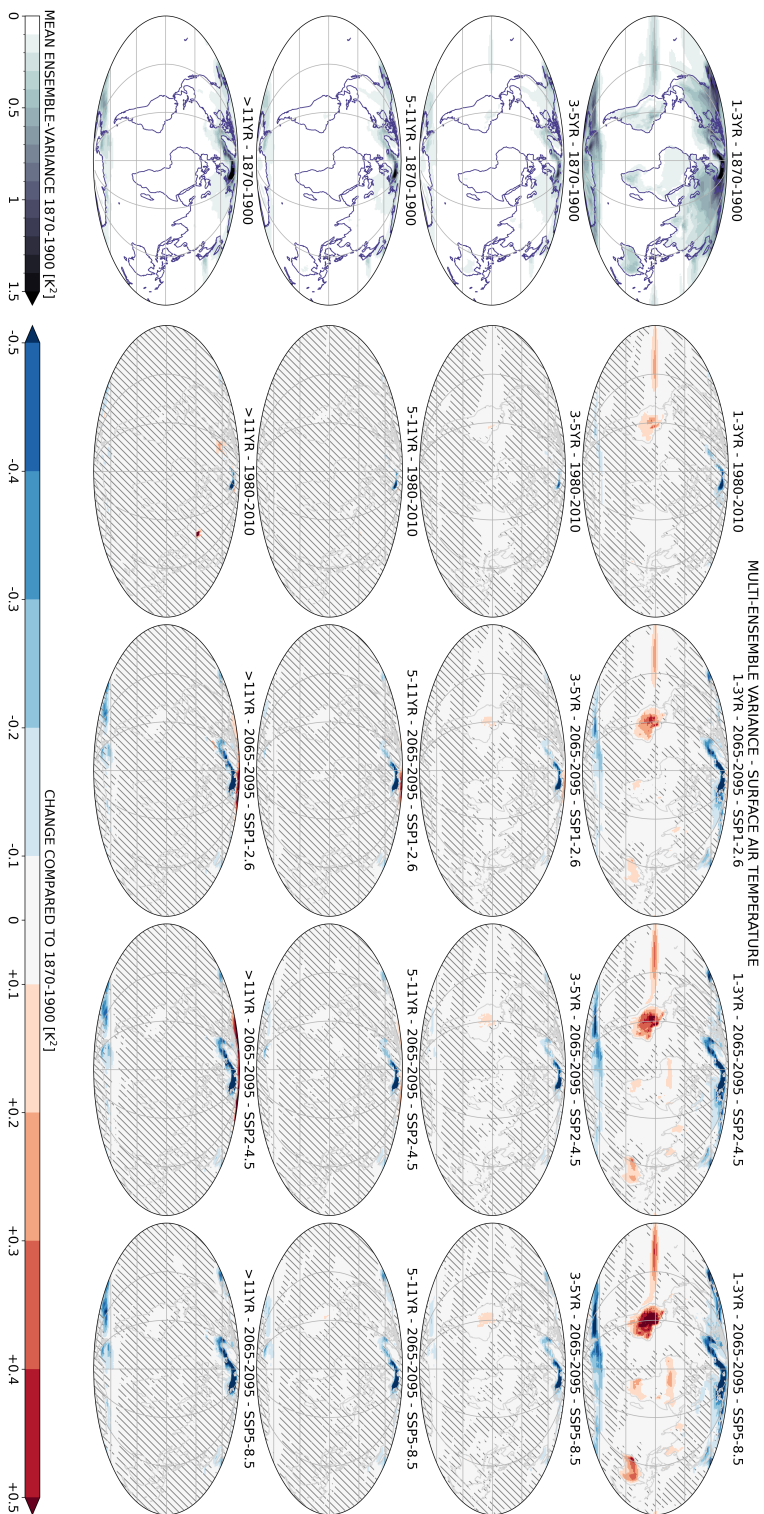 MULTI-ENSEMBLE VARIANCE - SURFACE AIR TEMPERATURE
1-3YR - 1870-1900
1-3YR - 1980-2010
1-3YR - 2065-2095 - SSP1-2.6
1-3YR - 2065-2095 - SSP2-4.5
1-3YR - 2065-2095 - SSP5-8.5
3-5YR - 1870-1900
3-5YR - 1980-2010
3-5YR - 2065-2095 - SSP1-2.6
3-5YR - 2065-2095 - SSP2-4.5
3-5YR - 2065-2095 - SSP5-8.5
5-11YR - 1870-1900
5-11YR - 1980-2010
5-11YR - 2065-2095 - SSP1-2.6
5-11YR - 2065-2095 - SSP2-4.5
5-11YR - 2065-2095 - SSP5-8.5
>11YR - 1870-1900
>11YR - 1980-2010
>11YR - 2065-2095 - SSP1-2.6
>11YR - 2065-2095 - SSP2-4.5
>11YR - 2065-2095 - SSP5-8.5
MEAN ENSEMBLE-VARIANCE 1870-1900 [K²]
0 0.5 1 1.5
CHANGE COMPARED TO 1870-1900 [K²]
-0.5 -0.4 -0.3 -0.2 -0.1 0 +0.1 +0.2 +0.3 +0.4 +0.5